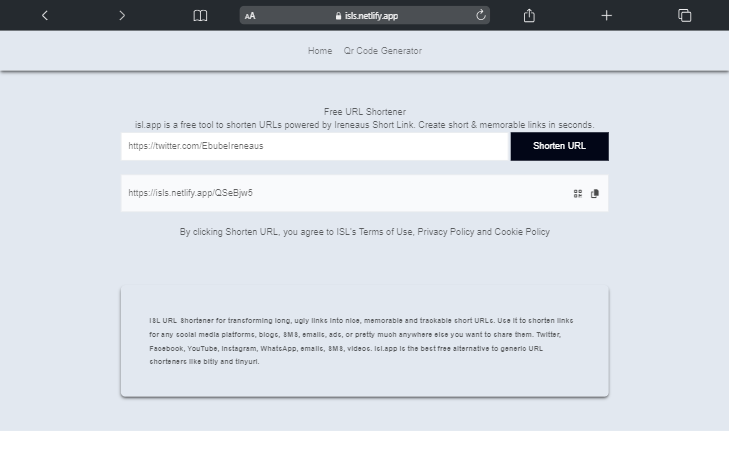 AA
isls.netlify.app
Home Qr Code Generator
Free URL Shortener
isl.app is a free tool to shorten URLs powered by Ireneaus Short Link. Create short & memorable links in seconds.
https://twitter.com/EbubeIreneaus Shorten URL
https://isls.netlify.app/QSeBjw5
By clicking Shorten URL, you agree to ISL's Terms of Use, Privacy Policy and Cookie Policy
ISL URL Shortener for transforming long, ugly links into nice, memorable and trackable short URLs. Use it to shorten links
for any social media platforms, blogs, SMS, emails, ads, or pretty much anywhere else you want to share them. Twitter,
Facebook, YouTube, Instagram, WhatsApp, emails, SMS, videos. isl.app is the best free alternative to generic URL
shorteners like bitly and tinyurl.